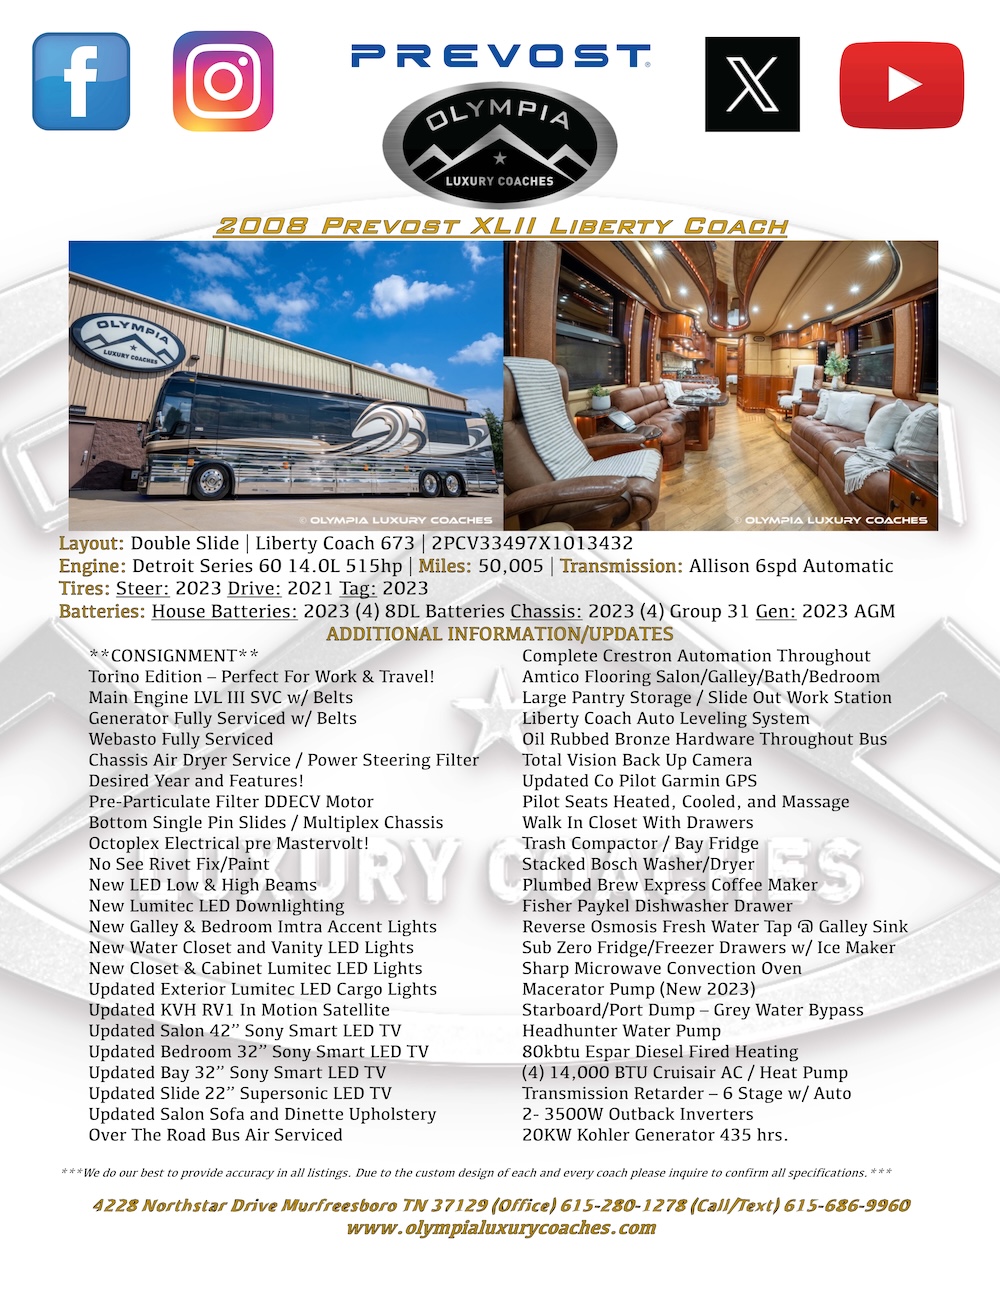 PREVOST
OLYMPIA
LUXURY COACHES
2008 Prevost XLII Liberty Coach
OLYMPIA
LUXURY COACHES
© OLYMPIA LUXURY COACHES
© OLYMPIA LUXURY COACHES
Layout: Double Slide | Liberty Coach 673 | 2PCV33497X1013432
Engine: Detroit Series 60 14.0L 515hp | Miles: 50,005 | Transmission: Allison 6spd Automatic
Tires: Steer: 2023 Drive: 2021 Tag: 2023
Batteries: House Batteries: 2023 (4) 8DL Batteries Chassis: 2023 (4) Group 31 Gen: 2023 AGM
ADDITIONAL INFORMATION/UPDATES
**CONSIGNMENT**
Torino Edition – Perfect For Work & Travel!
Main Engine LVL III SVC w/ Belts
Generator Fully Serviced w/ Belts
Webasto Fully Serviced
Chassis Air Dryer Service / Power Steering Filter
Desired Year and Features!
Pre-Particulate Filter DDECV Motor
Bottom Single Pin Slides / Multiplex Chassis
Octoplex Electrical pre Mastervolt!
No See Rivet Fix/Paint
New LED Low & High Beams
New Lumitec LED Downlighting
New Galley & Bedroom Imtra Accent Lights
New Water Closet and Vanity LED Lights
New Closet & Cabinet Lumitec LED Lights
Updated Exterior Lumitec LED Cargo Lights
Updated KVH RV1 In Motion Satellite
Updated Salon 42” Sony Smart LED TV
Updated Bedroom 32” Sony Smart LED TV
Updated Bay 32” Sony Smart LED TV
Updated Slide 22” Supersonic LED TV
Updated Salon Sofa and Dinette Upholstery
Over The Road Bus Air Serviced
Complete Crestron Automation Throughout
Amtico Flooring Salon/Galley/Bath/Bedroom
Large Pantry Storage / Slide Out Work Station
Liberty Coach Auto Leveling System
Oil Rubbed Bronze Hardware Throughout Bus
Total Vision Back Up Camera
Updated Co Pilot Garmin GPS
Pilot Seats Heated, Cooled, and Massage
Walk In Closet With Drawers
Trash Compactor / Bay Fridge
Stacked Bosch Washer/Dryer
Plumbed Brew Express Coffee Maker
Fisher Paykel Dishwasher Drawer
Reverse Osmosis Fresh Water Tap @ Galley Sink
Sub Zero Fridge/Freezer Drawers w/ Ice Maker
Sharp Microwave Convection Oven
Macerator Pump (New 2023)
Starboard/Port Dump – Grey Water Bypass
Headhunter Water Pump
80kbtu Espar Diesel Fired Heating
(4) 14,000 BTU Cruisair AC / Heat Pump
Transmission Retarder – 6 Stage w/ Auto
2- 3500W Outback Inverters
20KW Kohler Generator 435 hrs.
LUXURY COACHES
***We do our best to provide accuracy in all listings. Due to the custom design of each and every coach please inquire to confirm all specifications.***
4228 Northstar Drive Murfreesboro TN 37129 (Office) 615-280-1278 (Call/Text) 615-686-9960
www.olympialuxurycoaches.com